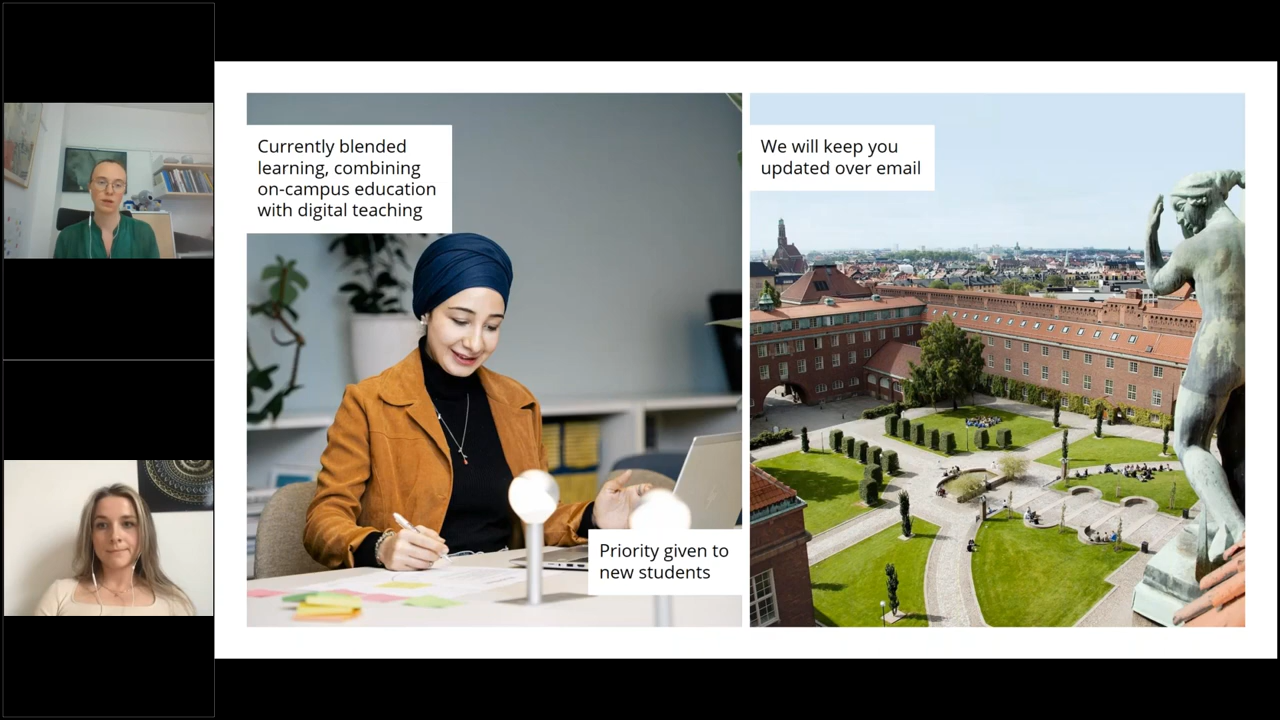 Currently blended
learning, combining
on-campus education
with digital teaching
Priority given to
new students
We will keep you
updated over email